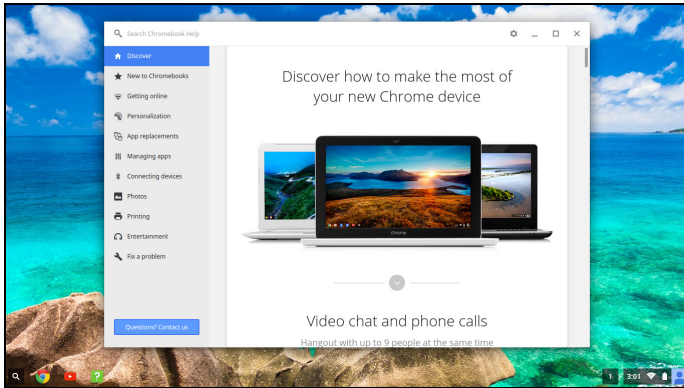 Search Chromebook Help
Discover
New to Chromebooks
Getting online
Personalization
App replacements
Managing apps
Connecting devices
Photos
Printing
Entertainment
Fix a problem
Questions? Contact us
Discover how to make the most of
your new Chrome device
chrome
Video chat and phone calls
Hangout with up to 9 people at the same time
1
3:01